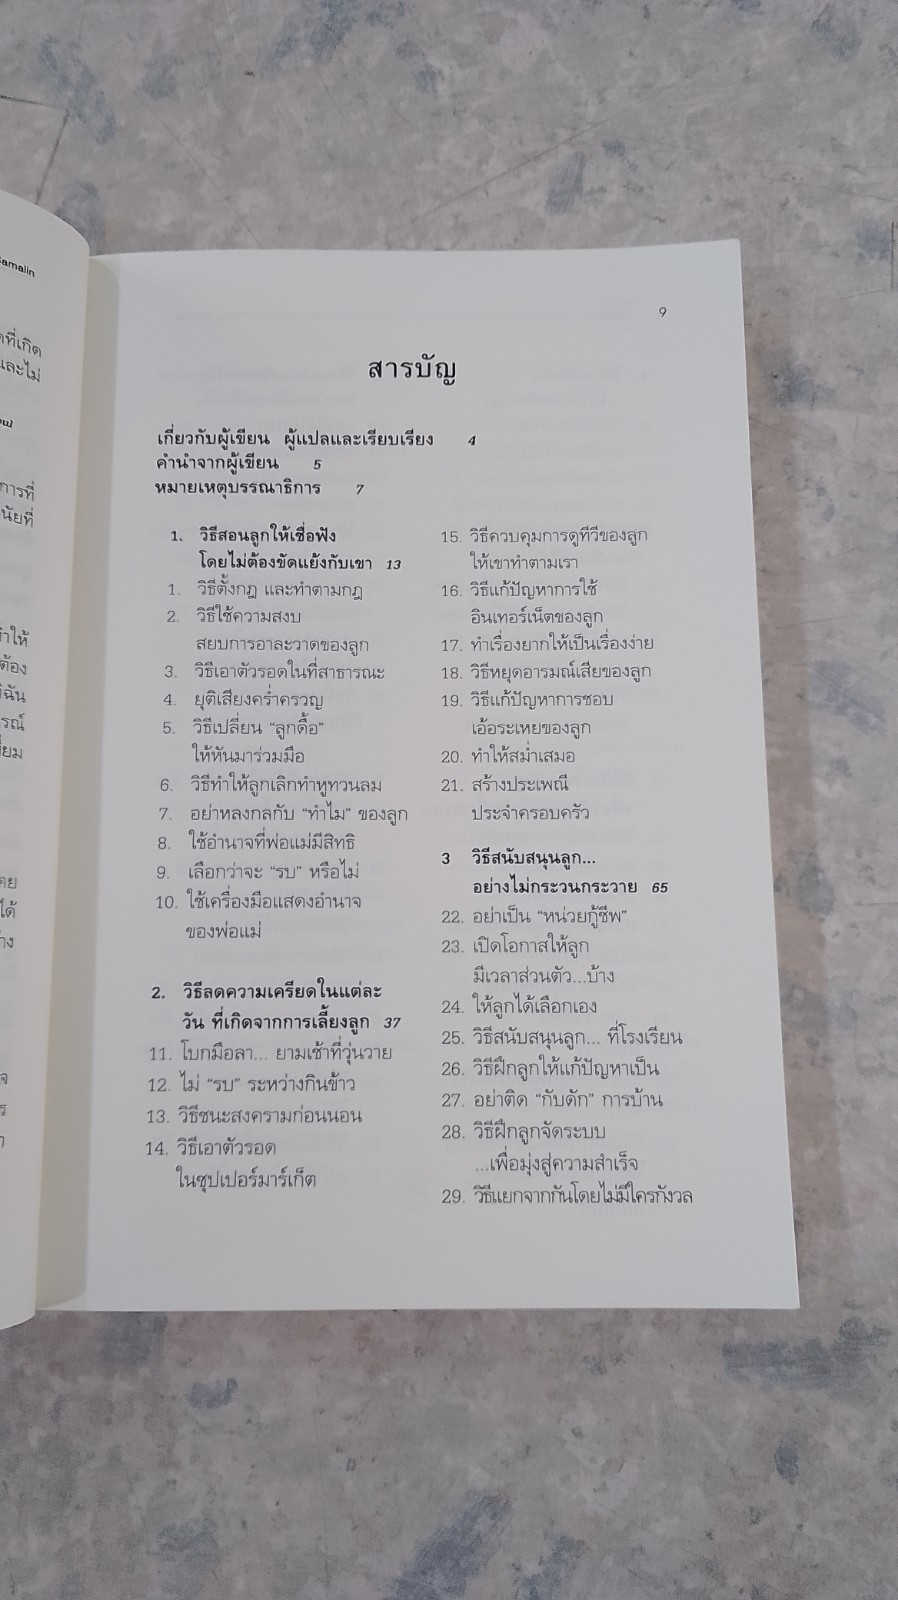 Samalin
ที่เกิด
และไม่
การที่
นัยที่
ทำให้
ต้อง
ดิฉัน
รณ์
ยี่ยม
คย
ได้
9
สารบัญ
เกี่ยวกับผู้เขียน ผู้แปลและเรียบเรียง 4
คำนำจากผู้เขียน 5
หมายเหตุบรรณาธิการ 7
1. วิธีสอนลูกให้เชื่อฟัง
โดยไม่ต้องขัดแย้งกับเขา 13
1. วิธีตั้งกฎ และทำตามกฎ
2. วิธีใช้ความสงบ
สยบการอาละวาดของลูก
3. วิธีเอาตัวรอดในที่สาธารณะ
4. ยุติเสียงคร่ำครวญ
5. วิธีเปลี่ยน "ลูกดื้อ"
ให้หันมาร่วมมือ
6. วิธีทำให้ลูกเลิกทำหูทวนลม
7. อย่าหลงกลกับ "ทำไม" ของลูก
8. ใช้อำนาจที่พ่อแม่มีสิทธิ
9. เลือกว่าจะ "รบ" หรือไม่
10. ใช้เครื่องมือแสดงอำนาจ
ของพ่อแม่
2. วิธีลดความเครียดในแต่ละ
วัน ที่เกิดจากการเลี้ยงลูก 37
11. โบกมือลา... ยามเช้าที่วุ่นวาย
12. ไม่ "รบ" ระหว่างกินข้าว
13. วิธีชนะสงครามก่อนนอน
14. วิธีเอาตัวรอด
ในซุปเปอร์มาร์เก็ต
15. วิธีควบคุมการดูทีวีของลูก
ให้เขาทำตามเรา
16. วิธีแก้ปัญหาการใช้
อินเทอร์เน็ตของลูก
17. ทำเรื่องยากให้เป็นเรื่องง่าย
18. วิธีหยุดอารมณ์เสียของลูก
19. วิธีแก้ปัญหาการชอบ
เอ้อระเหยของลูก
20. ทำให้สม่ำเสมอ
21. สร้างประเพณี
ประจำครอบครัว
3 วิธีสนับสนุนลูก...
อย่างไม่กระวนกระวาย 65
22. อย่าเป็น "หน่วยกู้ชีพ"
23. เปิดโอกาสให้ลูก
มีเวลาส่วนตัว...บ้าง
24. ให้ลูกได้เลือกเอง
25. วิธีสนับสนุนลูก... ที่โรงเรียน
26. วิธีฝึกลูกให้แก้ปัญหาเป็น
27. อย่าติด "กับดัก" การบ้าน
28. วิธีฝึกลูกจัดระบบ
...เพื่อมุ่งสู่ความสำเร็จ
29. วิธีแยกจากกันโดยไม่มีใครกังวล